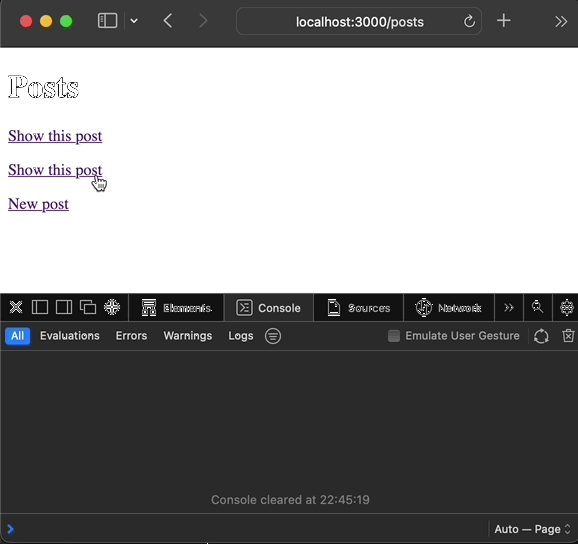 localhost:3000/posts
Posts
Show this post
Show this post
New post
Elements
Console
Sources
Network
All
Evaluations
Errors
Warnings
Logs
Emulate User Gesture
Console cleared at 22:45:19
Auto — Page